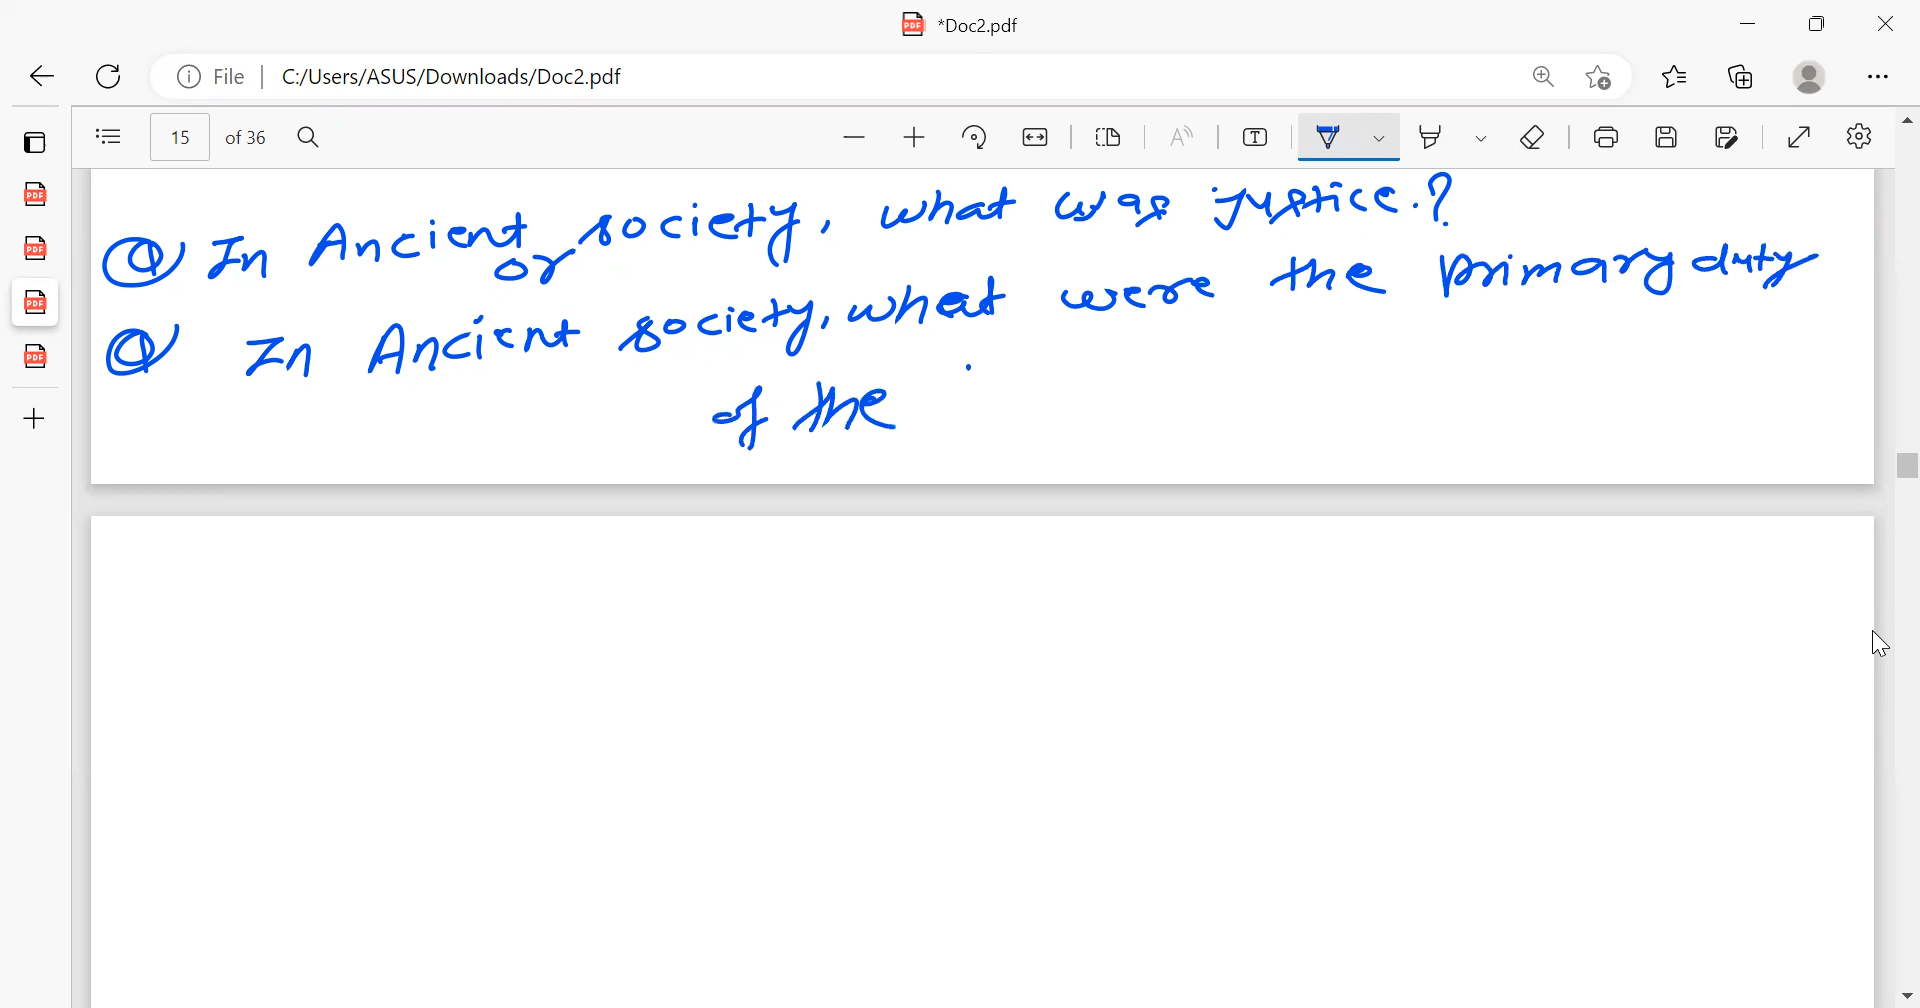 *Doc2.pdf
File | C:/Users/ASUS/Downloads/Doc2.pdf
15 of 36
Q In Ancient society, what was justice.?
or
Q In Ancient society, what were the primary duty
of the